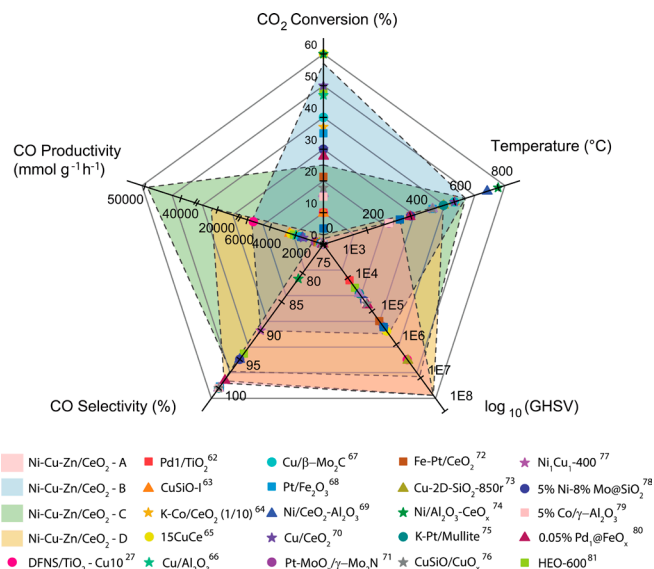 CO₂ Conversion (%)
60
50
40
30
20
10
0
Temperature (°C)
200
400
600
800
CO Productivity
(mmol g⁻¹h⁻¹)
50000
40000
20000
6000
4000
2000
0
75
80
85
90
95
100
CO Selectivity (%)
1E3
1E4
1E5
1E6
1E7
1E8
log₁₀ (GHSV)
Ni-Cu-Zn/CeO₂ - A
Pd1/TiO₂ ⁶²
Cu/β–Mo₂C ⁶⁷
Fe-Pt/CeO₂ ⁷²
Ni₁Cu₁-400 ⁷⁷
Ni-Cu-Zn/CeO₂ - B
CuSiO-I ⁶³
Pt/Fe₂O₃ ⁶⁸
Cu-2D-SiO₂-850r ⁷³
5% Ni-8% Mo@SiO₂ ⁷⁸
Ni-Cu-Zn/CeO₂ - C
K-Co/CeO₂ (1/10) ⁶⁴
Ni/CeO₂-Al₂O₃ ⁶⁹
Ni/Al₂O₃-CeOₓ ⁷⁴
5% Co/γ–Al₂O₃ ⁷⁹
Ni-Cu-Zn/CeO₂ - D
15CuCe ⁶⁵
Cu/CeO₂ ⁷⁰
K-Pt/Mullite ⁷⁵
0.05% Pd₁@FeOₓ ⁸⁰
DFNS/TiO₂ - Cu10 ²⁷
Cu/Al₂O₃ ⁶⁶
Pt-MoOₓ/γ–Mo₂N ⁷¹
CuSiO/CuOₓ ⁷⁶
HEO-600 ⁸¹